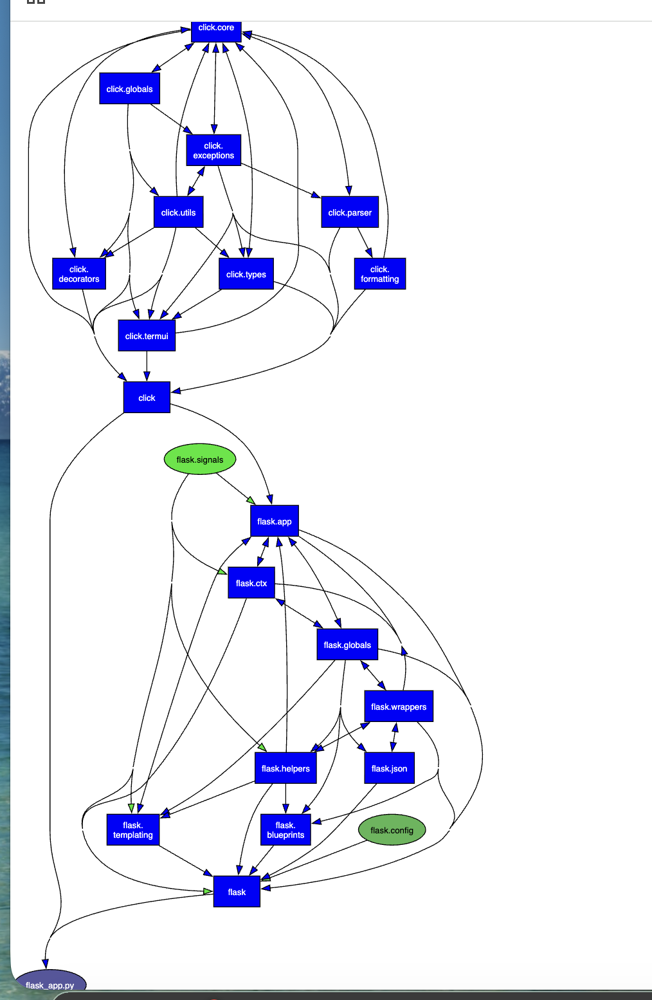 click.core
click.globals
click.
exceptions
click.utils
click.parser
click.
decorators
click.types
click.
formatting
click.termui
click
flask.signals
flask.app
flask.ctx
flask.globals
flask.wrappers
flask.helpers
flask.json
flask.
templating
flask.
blueprints
flask.config
flask
flask_app.py